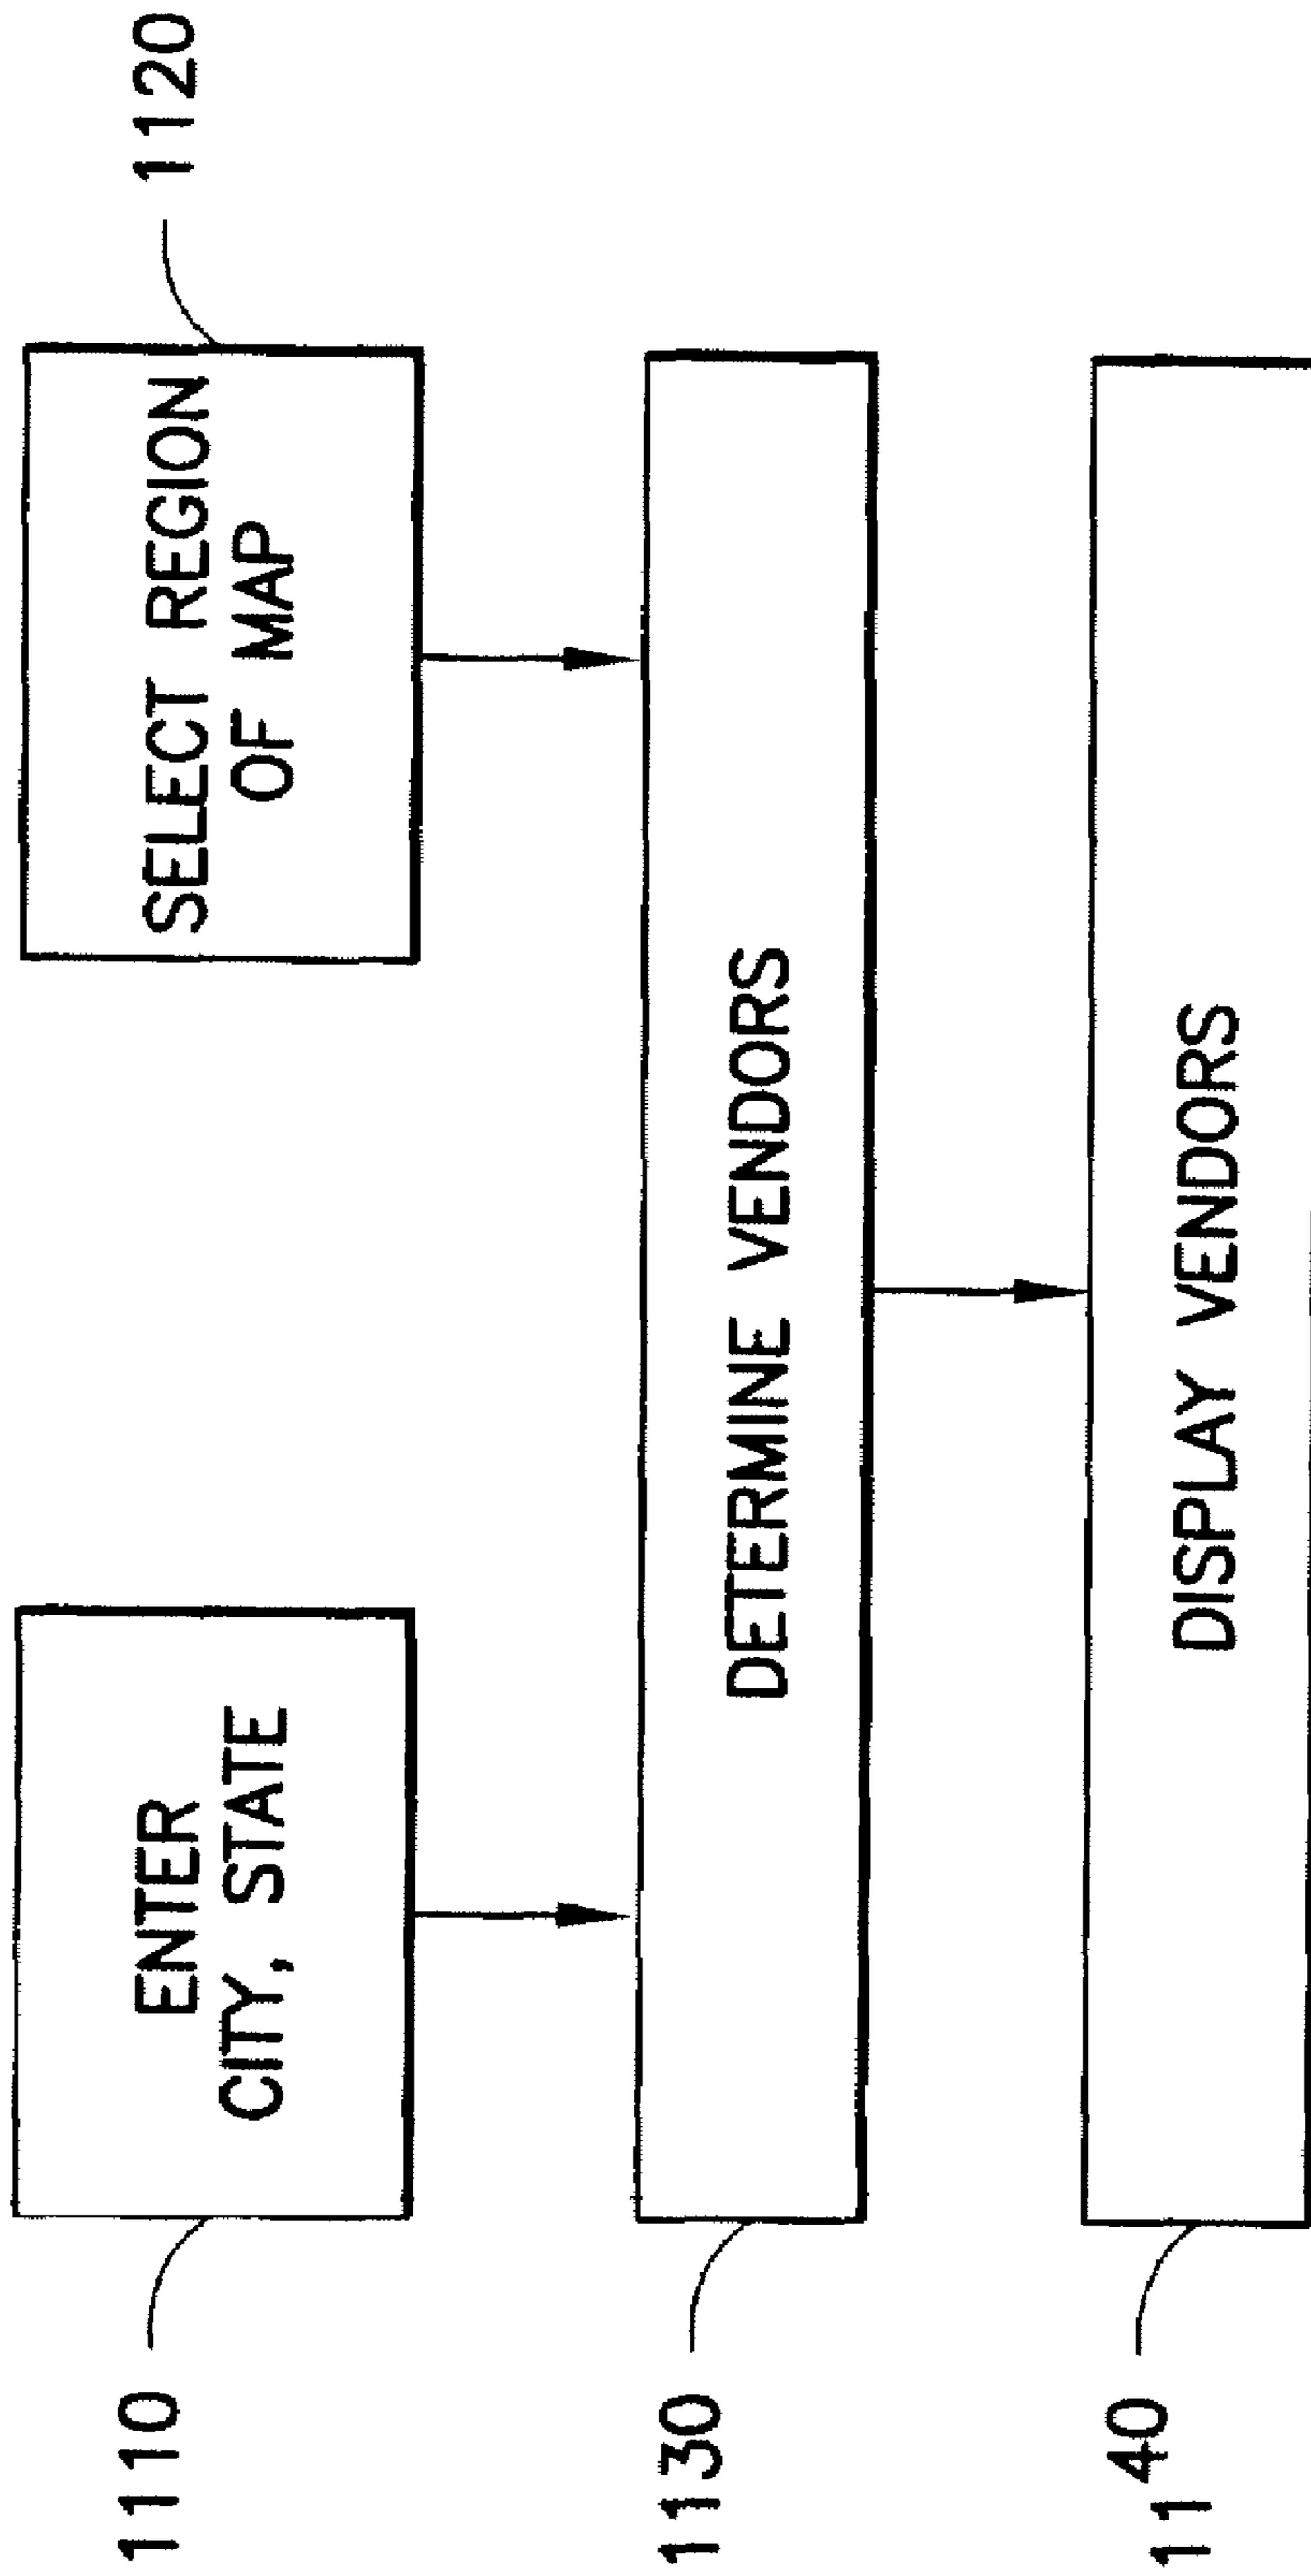 1110
ENTER
CITY, STATE
SELECT REGION
OF MAP
1120
1130
DETERMINE VENDORS
1140
DISPLAY VENDORS